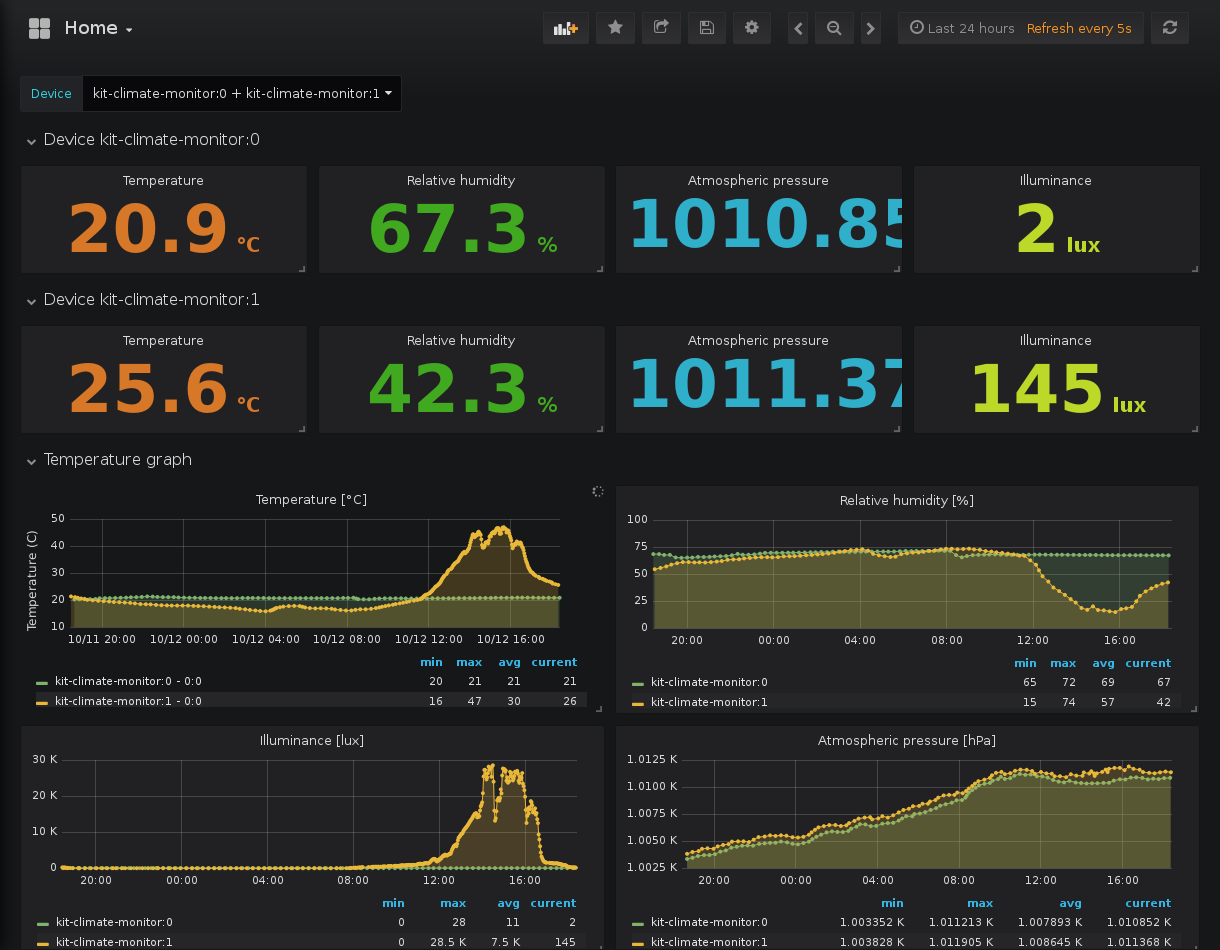 Home
Last 24 hours Refresh every 5s
Device kit-climate-monitor:0 + kit-climate-monitor:1
Device kit-climate-monitor:0
Temperature Relative humidity Atmospheric pressure Illuminance
20.9 °C 67.3 % 1010.85 2 lux
Device kit-climate-monitor:1
Temperature Relative humidity Atmospheric pressure Illuminance
25.6 °C 42.3 % 1011.37 145 lux
Temperature graph
Temperature [°C]
Temperature (C)
50
40
30
20
10
10/11 20:00 10/12 00:00 10/12 04:00 10/12 08:00 10/12 12:00 10/12 16:00
min max avg current
kit-climate-monitor:0 - 0:0 20 21 21 21
kit-climate-monitor:1 - 0:0 16 47 30 26
Relative humidity [%]
100
75
50
25
0
20:00 00:00 04:00 08:00 12:00 16:00
min max avg current
kit-climate-monitor:0 65 72 69 67
kit-climate-monitor:1 15 74 57 42
Illuminance [lux]
30 K
20 K
10 K
0
20:00 00:00 04:00 08:00 12:00 16:00
min max avg current
kit-climate-monitor:0 0 28 11 2
kit-climate-monitor:1 0 28.5 K 7.5 K 145
Atmospheric pressure [hPa]
1.0125 K
1.0100 K
1.0075 K
1.0050 K
1.0025 K
20:00 00:00 04:00 08:00 12:00 16:00
min max avg current
kit-climate-monitor:0 1.003352 K 1.011213 K 1.007893 K 1.010852 K
kit-climate-monitor:1 1.003828 K 1.011905 K 1.008645 K 1.011368 K